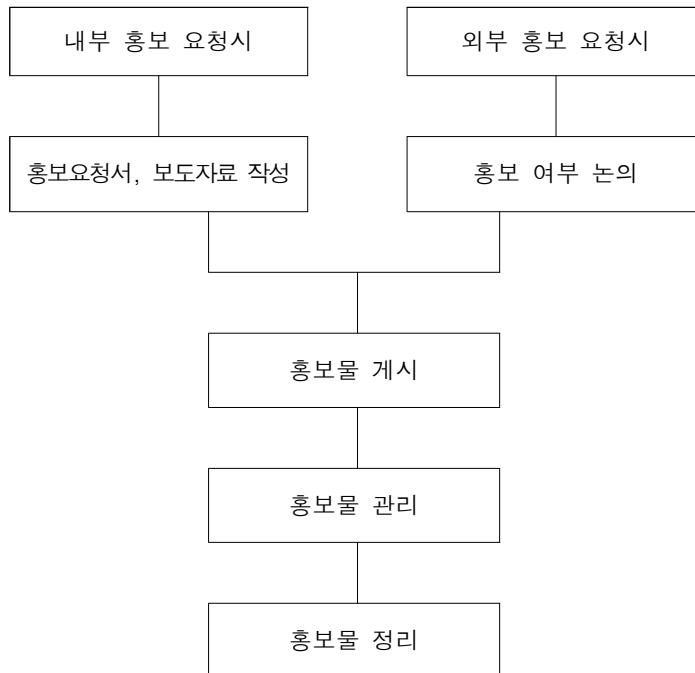 내부 홍보 요청시
외부 홍보 요청시
홍보요청서, 보도자료 작성
홍보 여부 논의
홍보물 게시
홍보물 관리
홍보물 정리